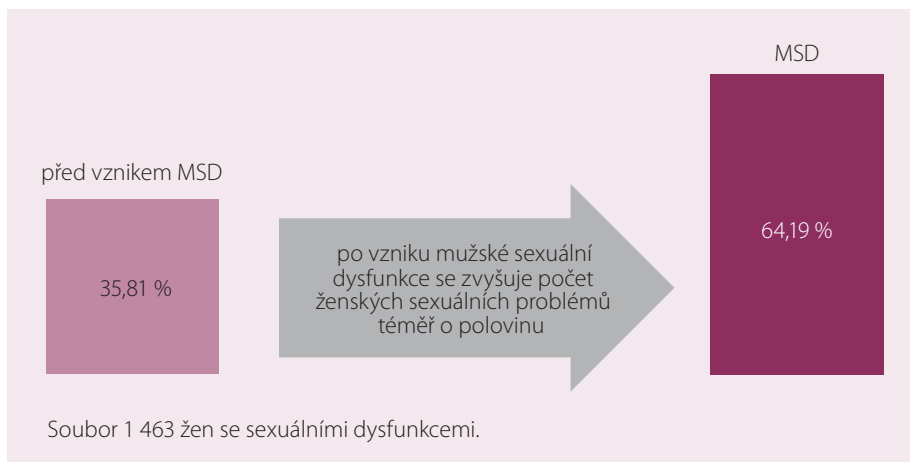 MSD
před vznikem MSD
35,81 %
po vzniku mužské sexuální
dysfunkce se zvyšuje počet
ženských sexuálních problémů
téměř o polovinu
64,19 %
Soubor 1 463 žen se sexuálními dysfunkcemi.